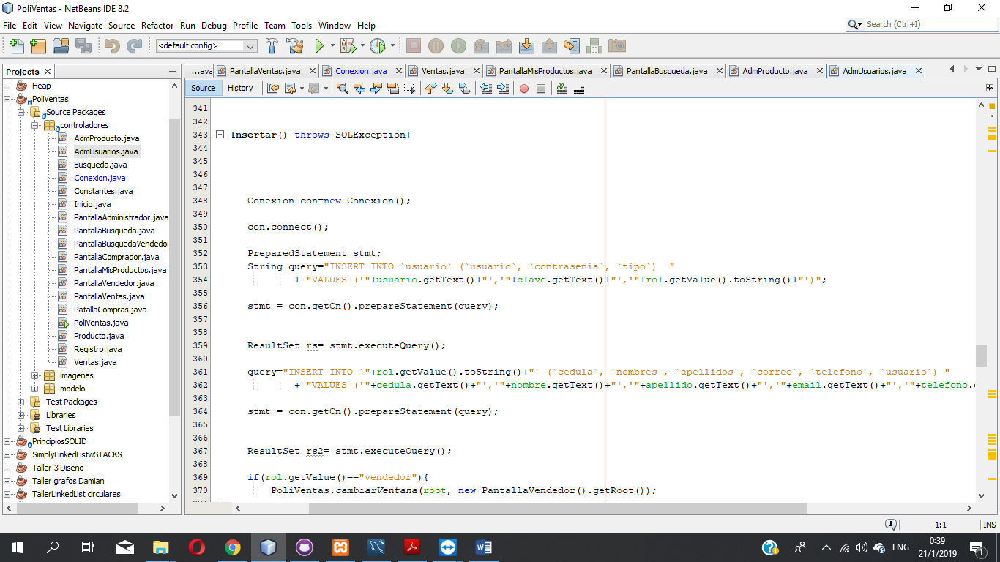 PoliVentas - NetBeans IDE 8.2
File Edit View Navigate Source Refactor Run Debug Profile Team Tools Window Help
Search (Ctrl+I)
<default config>
Projects
...ava PantallaVentas.java Conexion.java Ventas.java PantallaMisProductos.java PantallaBusqueda.java AdmProducto.java AdmUsuarios.java
Source History
Heap
PoliVentas
Source Packages
controladores
AdmProducto.java
AdmUsuarios.java
Busqueda.java
Conexion.java
Constantes.java
Inicio.java
PantallaAdministrador.java
PantallaBusqueda.java
PantallaBusquedaVendedor
PantallaComprador.java
PantallaMisProductos.java
PantallaVendedor.java
PantallaVentas.java
PatallaCompras.java
PoliVentas.java
Producto.java
Registro.java
Ventas.java
imagenes
modelo
Test Packages
Libraries
Test Libraries
PrincipiosSOLID
SimplyLinkedListwSTACKS
Taller 3 Diseno
Taller grafos Damian
TallerLinkedList circulares
341
342
343 Insertar() throws SQLException{
344
345
346
347
348 Conexion con=new Conexion();
349
350 con.connect();
351
352 PreparedStatement stmt;
353 String query="INSERT INTO `usuario` (`usuario`, `contrasenia`, `tipo`)  "
354 + "VALUES ('"+usuario.getText()+"','"+clave.getText()+"','"+rol.getValue().toString()+"')";
355
356 stmt = con.getCn().prepareStatement(query);
357
358
359 ResultSet rs= stmt.executeQuery();
360
361 query="INSERT INTO `"+rol.getValue().toString()+"` (`cedula`, `nombres`, `apellidos`, `correo`, `telefono`, `usuario`) "
362 + "VALUES ('"+cedula.getText()+"','"+nombre.getText()+"','"+apellido.getText()+"','"+email.getText()+"','"+telefono.
363
364 stmt = con.getCn().prepareStatement(query);
365
366
367 ResultSet rs2= stmt.executeQuery();
368
369 if(rol.getValue()=="vendedor"){
370 PoliVentas.cambiarVentana(root, new PantallaVendedor().getRoot());
1 1:1 INS
ENG
0:39
21/1/2019
1